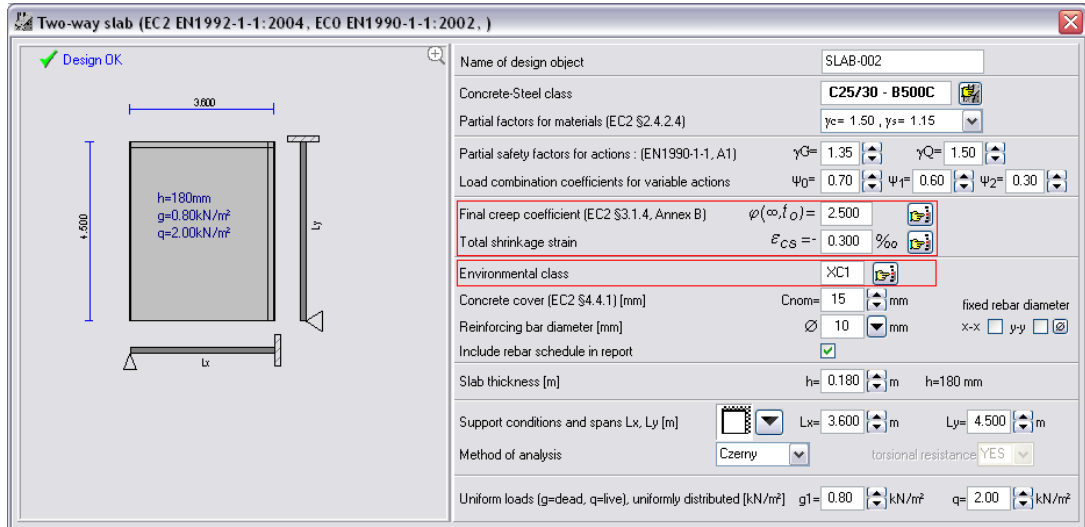 Two-way slab (EC2 EN1992-1-1:2004, EC0 EN1990-1-1:2002, )
Design OK
3.600
4.500
h=180mm
g=0.80kN/m²
q=2.00kN/m²
Ly
Lx
Name of design object SLAB-002
Concrete-Steel class C25/30 - B500C
Partial factors for materials (EC2 §2.4.2.4) γc= 1.50 , γs= 1.15
Partial safety factors for actions : (EN1990-1-1, A1) γG= 1.35 γQ= 1.50
Load combination coefficients for variable actions Ψ0= 0.70 Ψ1= 0.60 Ψ2= 0.30
Final creep coefficient (EC2 §3.1.4, Annex B) φ(∞,tO)= 2.500
Total shrinkage strain εCS =- 0.300 ‰
Environmental class XC1
Concrete cover (EC2 §4.4.1) [mm] Cnom= 15 mm fixed rebar diameter
Reinforcing bar diameter [mm] Ø 10 mm x-x y-y Ø
Include rebar schedule in report
Slab thickness [m] h= 0.180 m h=180 mm
Support conditions and spans Lx, Ly [m] Lx= 3.600 m Ly= 4.500 m
Method of analysis Czerny torsional resistance YES
Uniform loads (g=dead, q=live), uniformly distributed [kN/m²] g1= 0.80 kN/m² q= 2.00 kN/m²